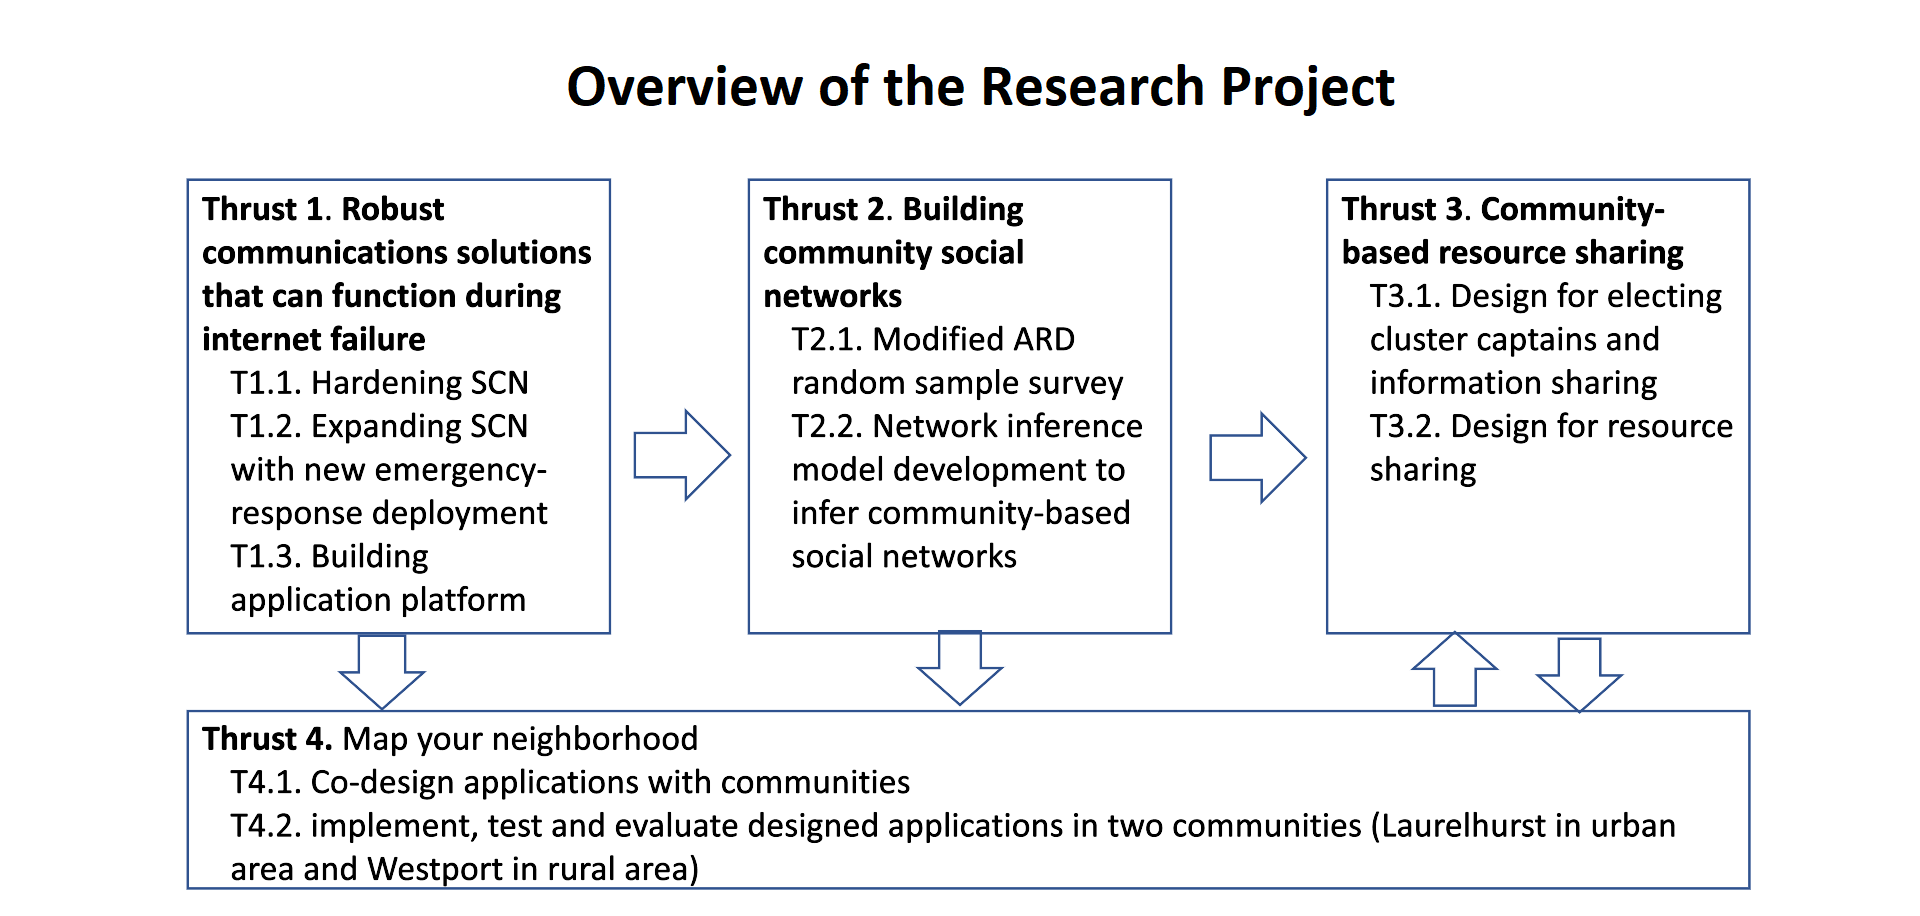 Overview of the Research Project
Thrust 1. Robust
communications solutions
that can function during
internet failure
T1.1. Hardening SCN
T1.2. Expanding SCN
with new emergency-
response deployment
T1.3. Building
application platform
Thrust 2. Building
community social
networks
T2.1. Modified ARD
random sample survey
T2.2. Network inference
model development to
infer community-based
social networks
Thrust 3. Community-
based resource sharing
T3.1. Design for electing
cluster captains and
information sharing
T3.2. Design for resource
sharing
Thrust 4. Map your neighborhood
T4.1. Co-design applications with communities
T4.2. implement, test and evaluate designed applications in two communities (Laurelhurst in urban
area and Westport in rural area)